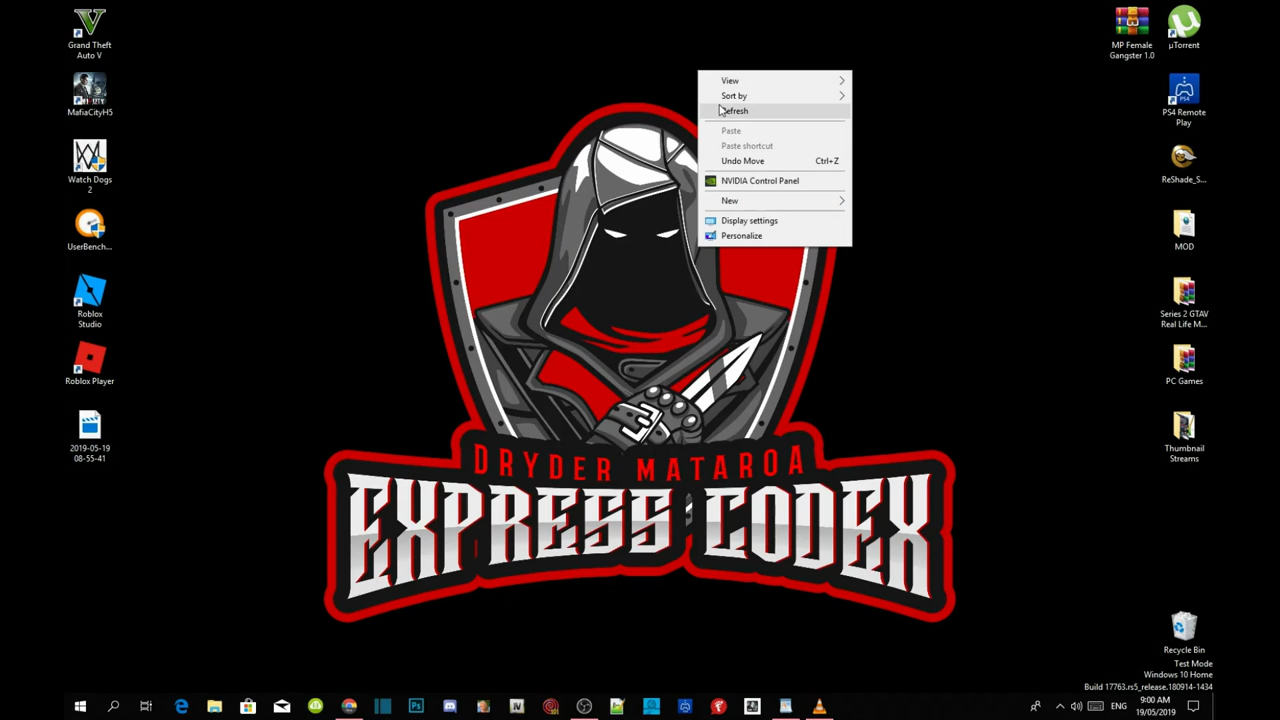 Grand Theft
Auto V
MafiaCityH5
Watch Dogs
2
UserBench...
Roblox
Studio
Roblox Player
2019-05-19
08-55-41
View
Sort by
Refresh
Paste
Paste shortcut
Undo Move Ctrl+Z
NVIDIA Control Panel
New
Display settings
Personalize
DRYDER MATAROA
EXPRESS CODEX
MP Female
Gangster 1.0
µTorrent
PS4 Remote
Play
ReShade_S...
MOD
Series 2 GTAV
Real Life M...
PC Games
Thumbnail
Streams
Recycle Bin
Test Mode
Windows 10 Home
Build 17763.rs5_release.180914-1434
ENG
9:00 AM
19/05/2019